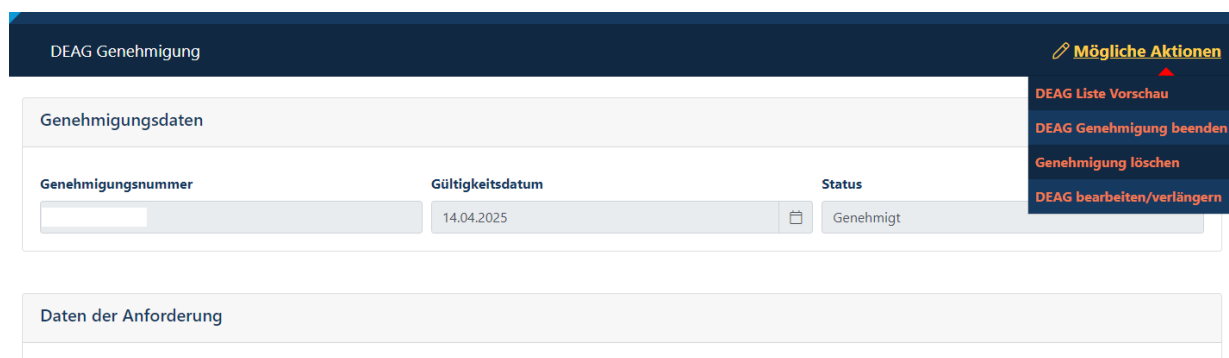 DEAG Genehmigung
Mögliche Aktionen
DEAG Liste Vorschau
DEAG Genehmigung beenden
Genehmigung löschen
DEAG bearbeiten/verlängern
Genehmigungsdaten
Genehmigungsnummer
Gültigkeitsdatum
Status
14.04.2025
Genehmigt
Daten der Anforderung